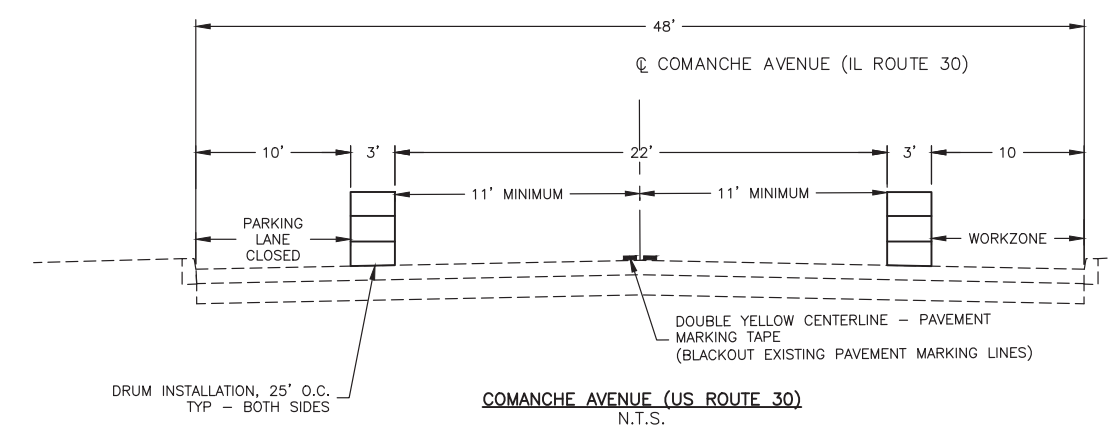 48'
℄ COMANCHE AVENUE (IL ROUTE 30)
10'
3'
22'
3'
10
11' MINIMUM
11' MINIMUM
PARKING
LANE
CLOSED
WORKZONE
DOUBLE YELLOW CENTERLINE – PAVEMENT
MARKING TAPE
(BLACKOUT EXISTING PAVEMENT MARKING LINES)
DRUM INSTALLATION, 25' O.C.
TYP – BOTH SIDES
COMANCHE AVENUE (US ROUTE 30)
N.T.S.